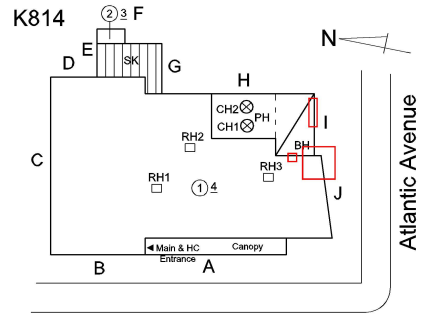 K814
2 3 F
N
E
SK
G
D
H
CH2
PH
CH1
I
RH2
BH
C
RH3
RH1
1 4
J
Main & HC
Entrance
Canopy
B
A
Atlantic Avenue